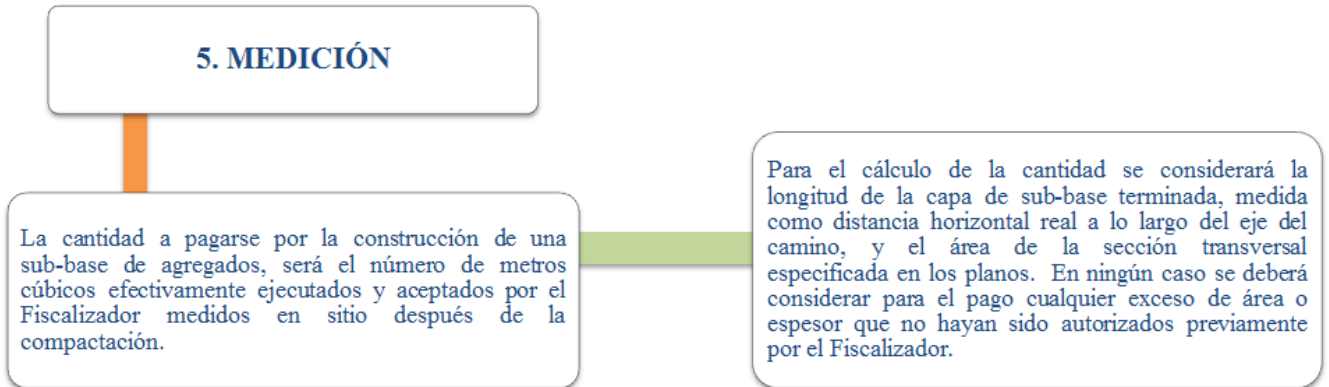 5. MEDICIÓN
La cantidad a pagarse por la construcción de una
sub-base de agregados, será el número de metros
cúbicos efectivamente ejecutados y aceptados por el
Fiscalizador medidos en sitio después de la
compactación.
Para el cálculo de la cantidad se considerará la
longitud de la capa de sub-base terminada, medida
como distancia horizontal real a lo largo del eje del
camino, y el área de la sección transversal
especificada en los planos. En ningún caso se deberá
considerar para el pago cualquier exceso de área o
espesor que no hayan sido autorizados previamente
por el Fiscalizador.